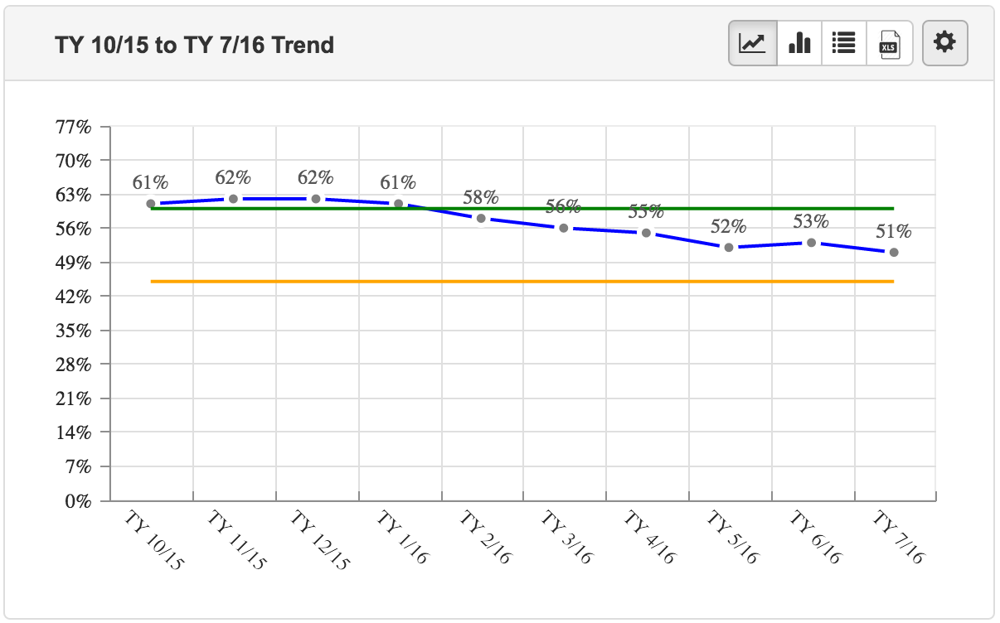 TY 10/15 to TY 7/16 Trend
XLS
77%
70%
63%
56%
49%
42%
35%
28%
21%
14%
7%
0%
61%
62%
62%
61%
58%
56%
55%
52%
53%
51%
TY 10/15
TY 11/15
TY 12/15
TY 1/16
TY 2/16
TY 3/16
TY 4/16
TY 5/16
TY 6/16
TY 7/16